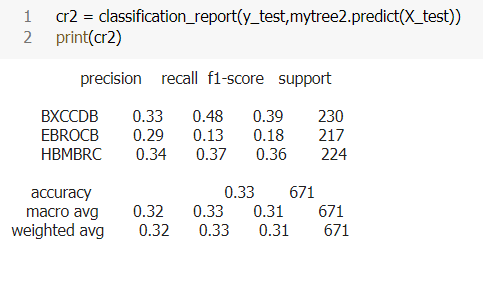 1 cr2 = classification_report(y_test,mytree2.predict(X_test))
2 print(cr2)
precision recall f1-score support
BXCCDB 0.33 0.48 0.39 230
EBROCB 0.29 0.13 0.18 217
HBMBRC 0.34 0.37 0.36 224
accuracy 0.33 671
macro avg 0.32 0.33 0.31 671
weighted avg 0.32 0.33 0.31 671